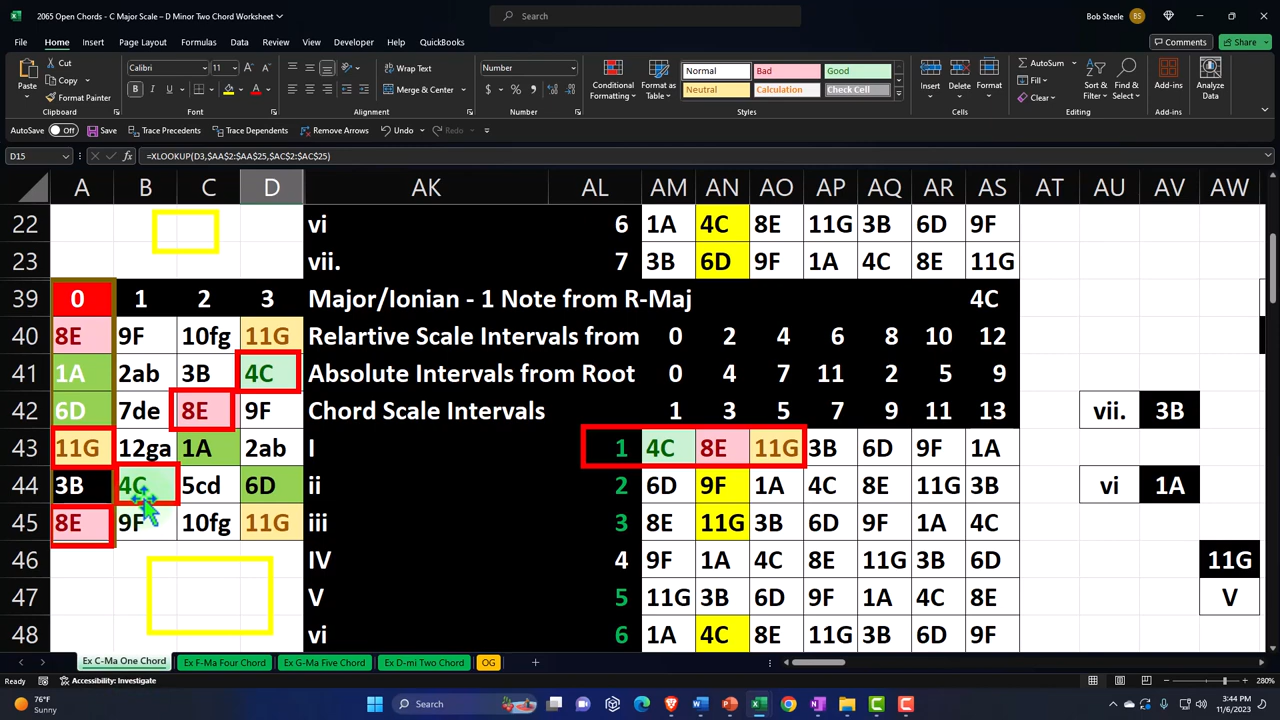 2065 Open Chords - C Major Scale – D Minor Two Chord Worksheet
Search
Bob Steele BS
File Home Insert Page Layout Formulas Data Review View Developer Automate Help QuickBooks
Comments Share
Cut
Copy
Format Painter
Paste
Clipboard
Calibri 11
B I U
Font
Wrap Text
Merge & Center
Alignment
Number
$ % ,
Number
Conditional Formatting
Format as Table
Normal Bad Good
Neutral Calculation Check Cell
Styles
Insert Delete Format
Cells
AutoSum
Fill
Clear
Sort & Filter
Find & Select
Editing
Add-ins
Add-ins
Analyze Data
AutoSave Off Save Trace Precedents Trace Dependents Remove Arrows Undo Redo
D15 fx =XLOOKUP(D3,$AA$2:$AA$25,$AC$2:$AC$25)
A B C D AK AL AM AN AO AP AQ AR AS AT AU AV AW
22 vi 6 1A 4C 8E 11G 3B 6D 9F
23 vii. 7 3B 6D 9F 1A 4C 8E 11G
39 0 1 2 3 Major/Ionian - 1 Note from R-Maj 4C
40 8E 9F 10fg 11G Relartive Scale Intervals from 0 2 4 6 8 10 12
41 1A 2ab 3B 4C Absolute Intervals from Root 0 4 7 11 2 5 9
42 6D 7de 8E 9F Chord Scale Intervals 1 3 5 7 9 11 13 vii. 3B
43 11G 12ga 1A 2ab I 1 4C 8E 11G 3B 6D 9F 1A
44 3B 4C 5cd 6D ii 2 6D 9F 1A 4C 8E 11G 3B vi 1A
45 8E 9F 10fg 11G iii 3 8E 11G 3B 6D 9F 1A 4C
46 IV 4 9F 1A 4C 8E 11G 3B 6D 11G
47 V 5 11G 3B 6D 9F 1A 4C 8E V
48 vi 6 1A 4C 8E 11G 3B 6D 9F
Ex C-Ma One Chord Ex F-Ma Four Chord Ex G-Ma Five Chord Ex D-mi Two Chord OG
Ready Accessibility: Investigate 280%
76°F
Sunny
Search
3:44 PM
11/6/2023